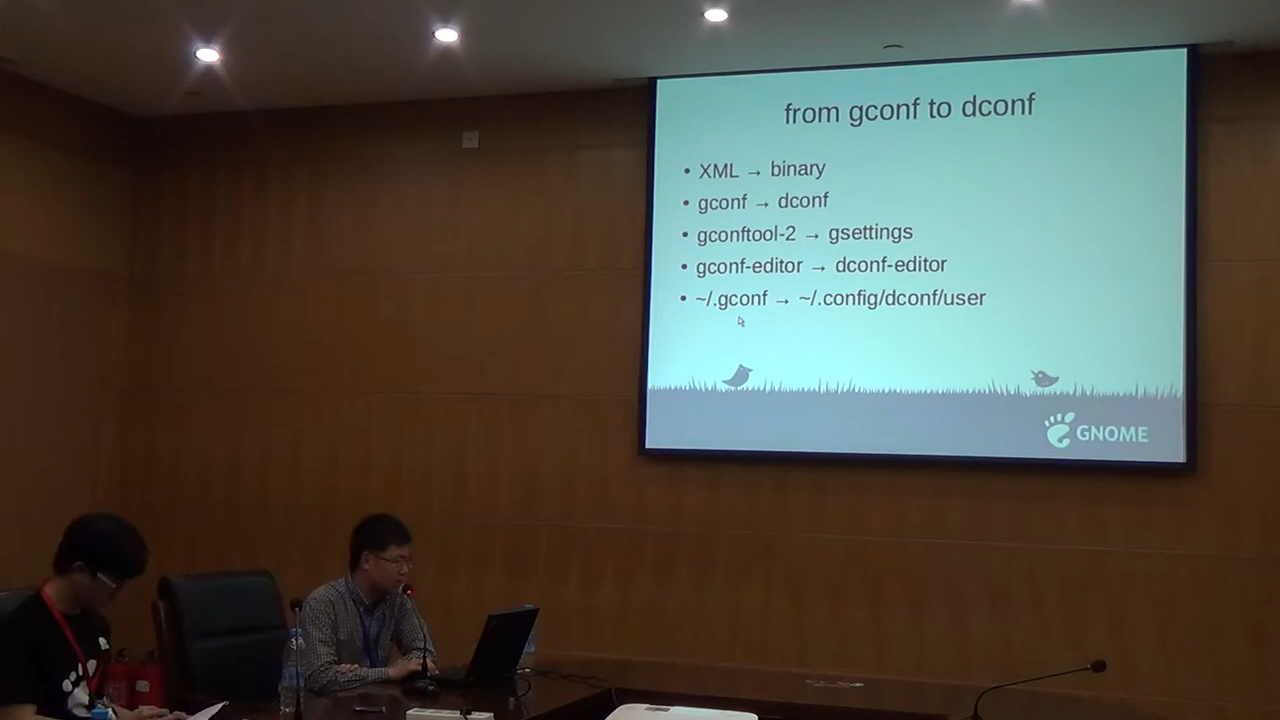 from gconf to dconf
• XML → binary
• gconf → dconf
• gconftool-2 → gsettings
• gconf-editor → dconf-editor
• ~/.gconf → ~/.config/dconf/user
GNOME